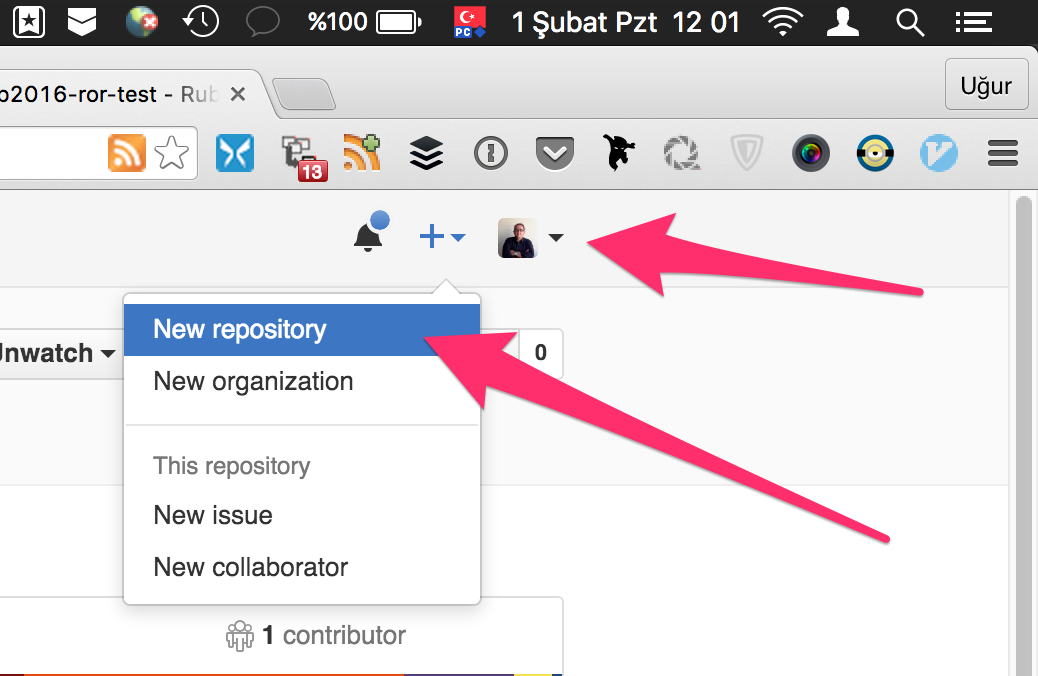 %100 PC 1 Şubat Pzt 12 01
b2016-ror-test - Rub
Uğur
13
New repository
Unwatch
0
New organization
This repository
New issue
New collaborator
1 contributor